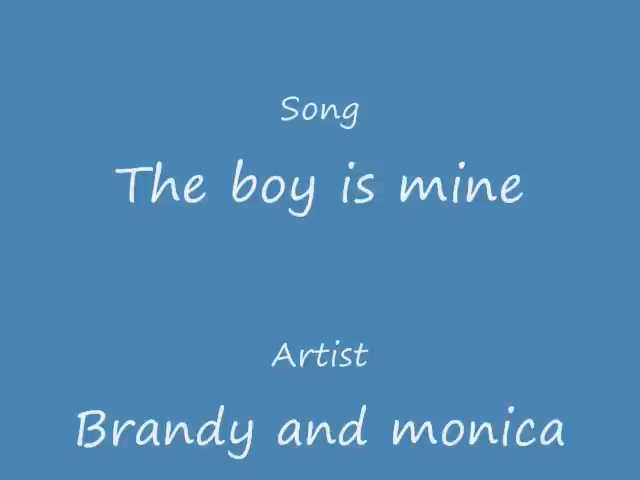 Song
The boy is mine
Artist
Brandy and monica